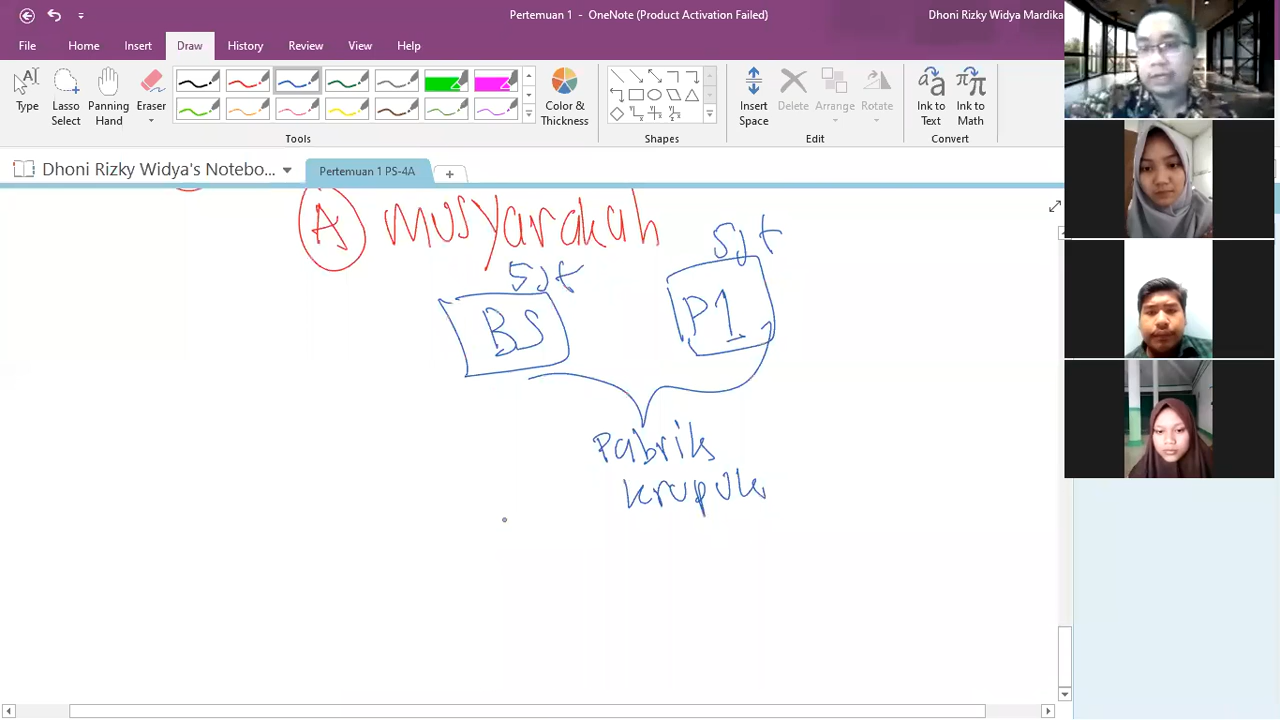 Pertemuan 1 - OneNote (Product Activation Failed)
Dhoni Rizky Widya Mardika
File Home Insert Draw History Review View Help
Type
Lasso Select
Panning Hand
Eraser
Color & Thickness
Insert Space
Delete
Arrange
Rotate
Ink to Text
Ink to Math
Tools
Shapes
Edit
Convert
Dhoni Rizky Widya's Notebo...
Pertemuan 1 PS-4A
A musyarakah
5jt
5jt
BS
P1
Pabrik
krupuk